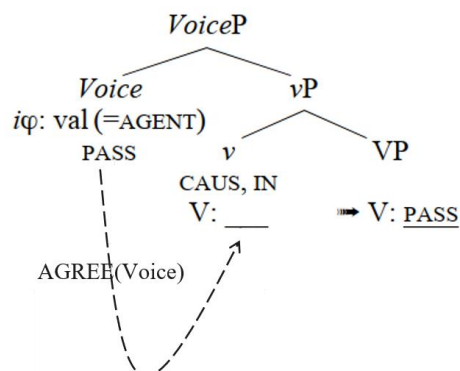 VoiceP
Voice vP
iφ: val (=AGENT)
PASS v VP
CAUS, IN
V: ___ ➠ V: PASS
AGREE(Voice)